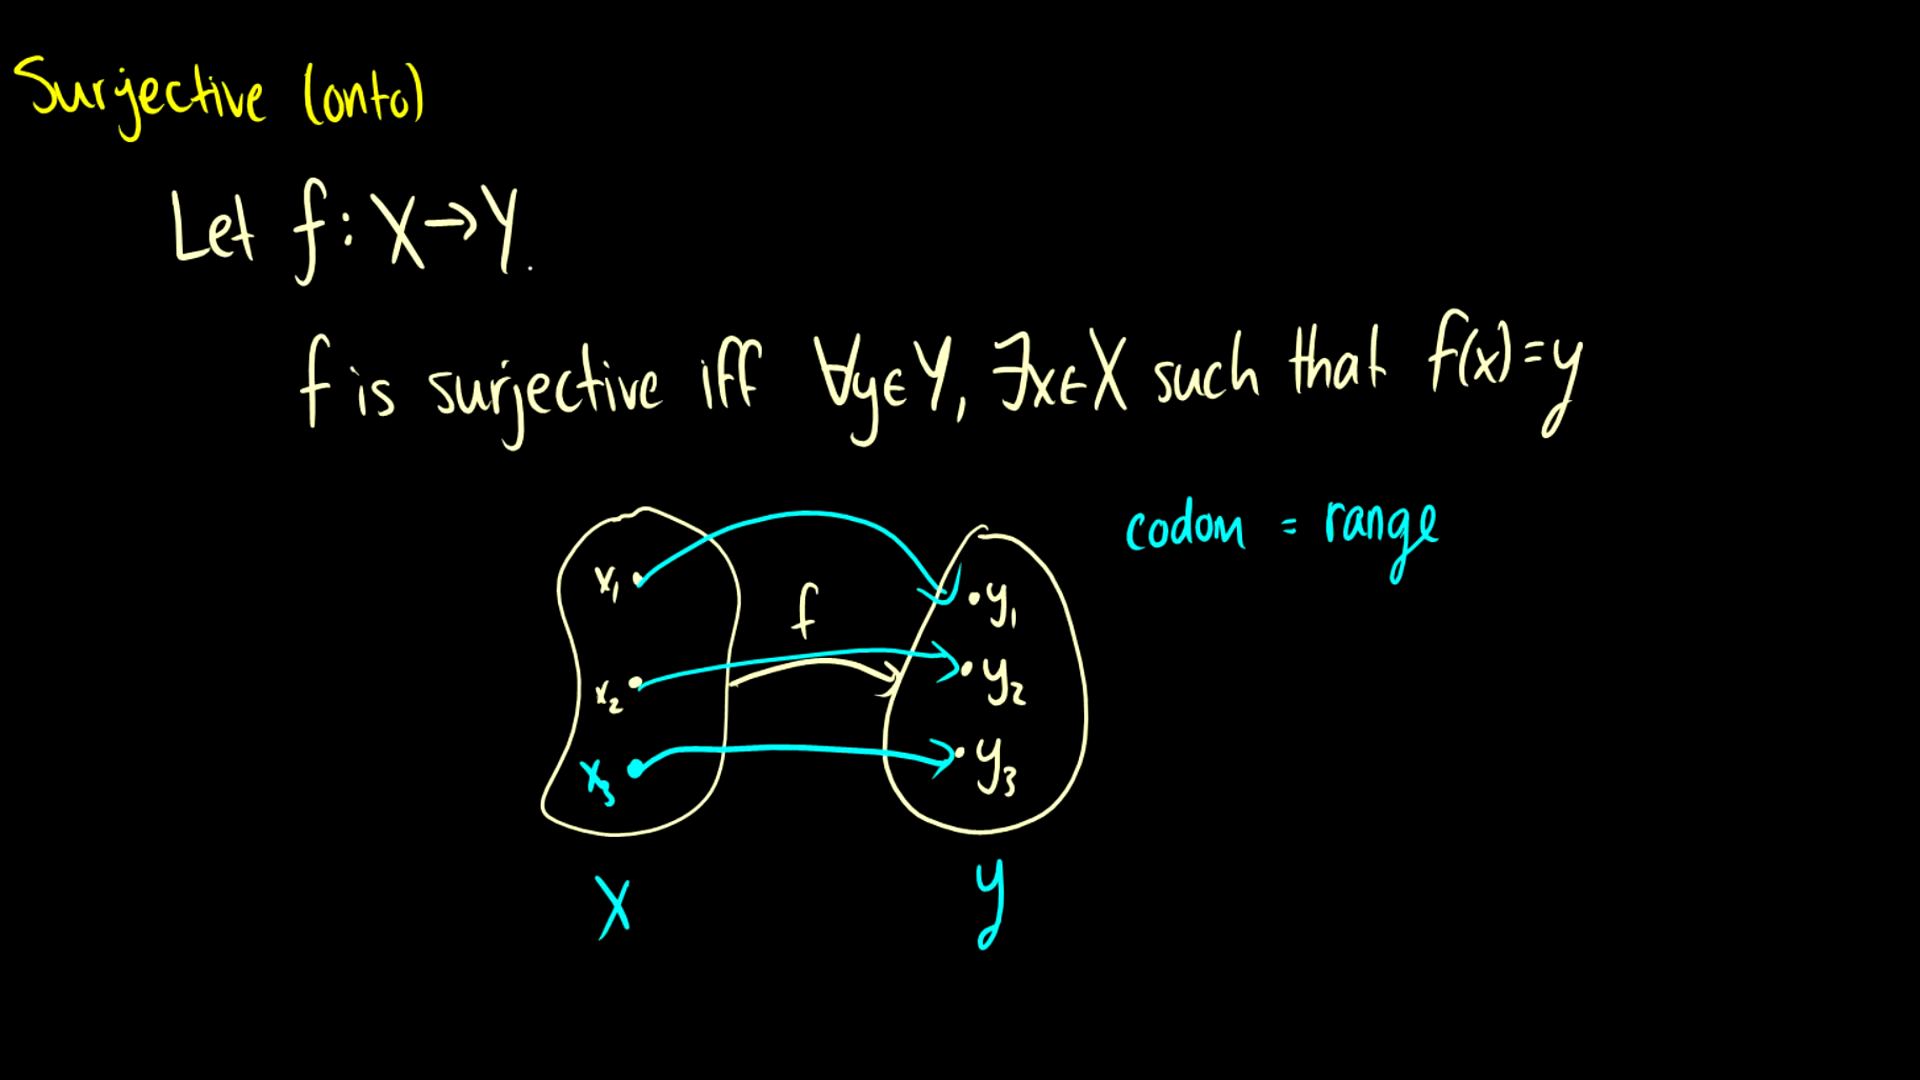 Surjective (onto)
Let f: X→Y.
f is surjective iff ∀y∈Y, ∃x∈X such that f(x)=y
codom = range
x₁
f
y₁
x₂
y₂
x₃
y₃
X
y